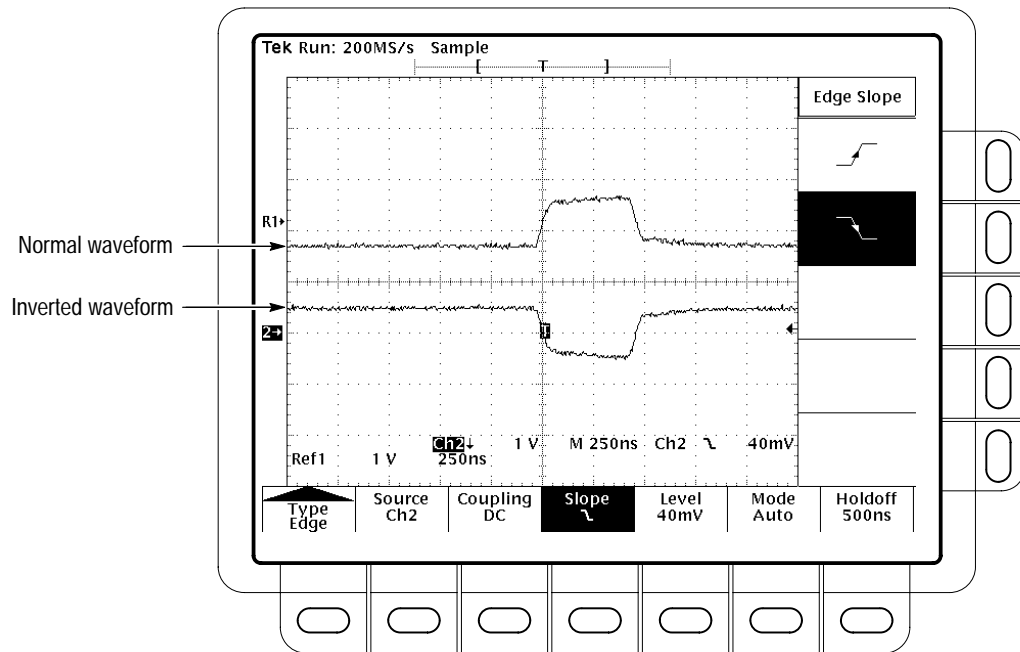 Tek Run: 200MS/s Sample
[ T ]
Edge Slope
R1
Normal waveform
Inverted waveform
2
T
Ch2↓ 1 V M 250ns Ch2 40mV
Ref1 1 V 250ns
Type
Edge
Source
Ch2
Coupling
DC
Slope
Level
40mV
Mode
Auto
Holdoff
500ns